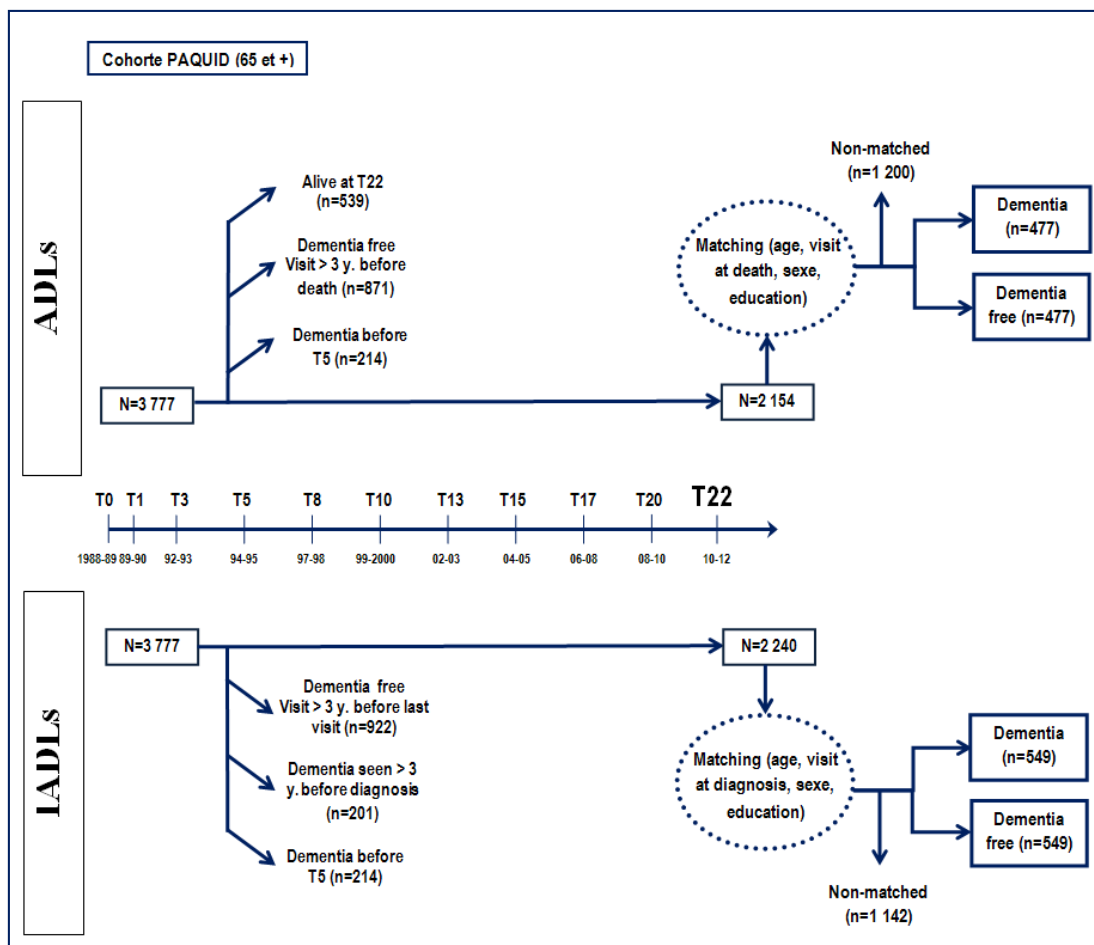 Cohorte PAQUID (65 et +)
ADLs
Alive at T22
(n=539)
Dementia free
Visit > 3 y. before
death (n=871)
Dementia before
T5 (n=214)
N=3 777
N=2 154
Matching (age, visit
at death, sexe,
education)
Non-matched
(n=1 200)
Dementia
(n=477)
Dementia
free (n=477)
T0 T1 T3 T5 T8 T10 T13 T15 T17 T20 T22
1988-89 89-90 92-93 94-95 97-98 99-2000 02-03 04-05 06-08 08-10 10-12
IADLs
N=3 777
N=2 240
Dementia free
Visit > 3 y. before last
visit (n=922)
Dementia seen > 3
y. before diagnosis
(n=201)
Dementia before
T5 (n=214)
Matching (age, visit
at diagnosis, sexe,
education)
Dementia
(n=549)
Dementia
free (n=549)
Non-matched
(n=1 142)